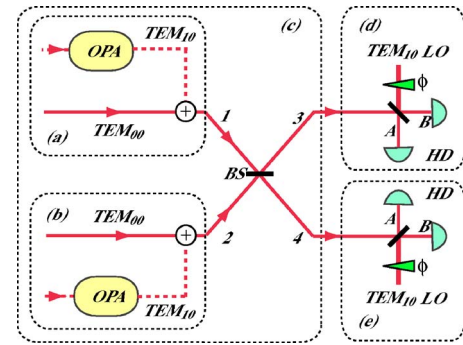 (c)
(d)
OPA
TEM10
TEM10 LO
ϕ
1
3
A
B
(a)
TEM00
HD
BS
(b)
TEM00
HD
A
B
2
4
OPA
TEM10
ϕ
TEM10 LO
(e)